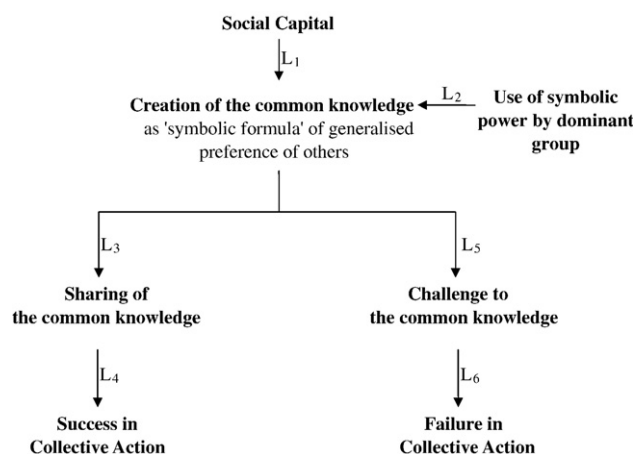 Social Capital
L1
Creation of the common knowledge
as 'symbolic formula' of generalised
preference of others
L2
Use of symbolic
power by dominant
group
L3
L5
Sharing of
the common knowledge
Challenge to
the common knowledge
L4
L6
Success in
Collective Action
Failure in
Collective Action